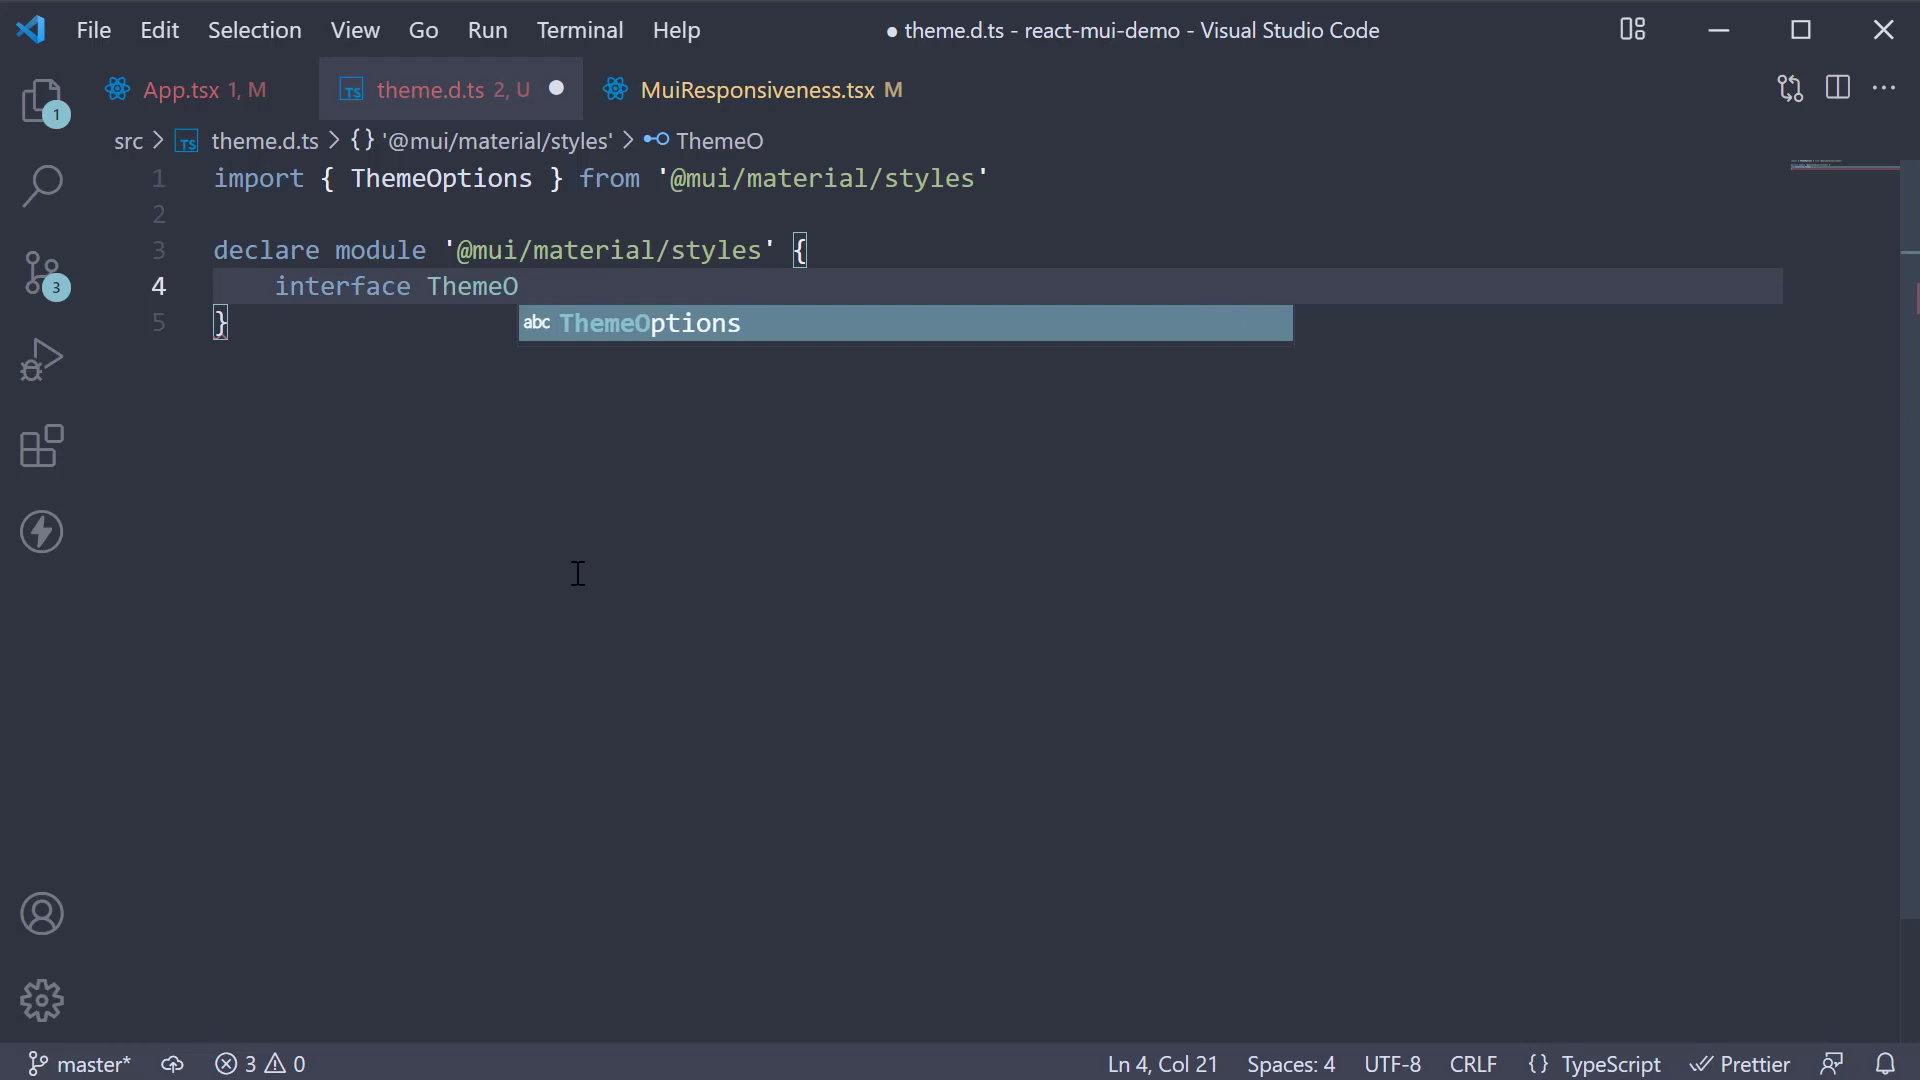 File Edit Selection View Go Run Terminal Help ● theme.d.ts - react-mui-demo - Visual Studio Code
App.tsx 1, M TS theme.d.ts 2, U MuiResponsiveness.tsx M
1
src > TS theme.d.ts > {} '@mui/material/styles' > ThemeO
1 import { ThemeOptions } from '@mui/material/styles'
2
3 declare module '@mui/material/styles' {
3
4 interface ThemeO
5 }
abc ThemeOptions
master* 3 0 Ln 4, Col 21 Spaces: 4 UTF-8 CRLF {} TypeScript Prettier